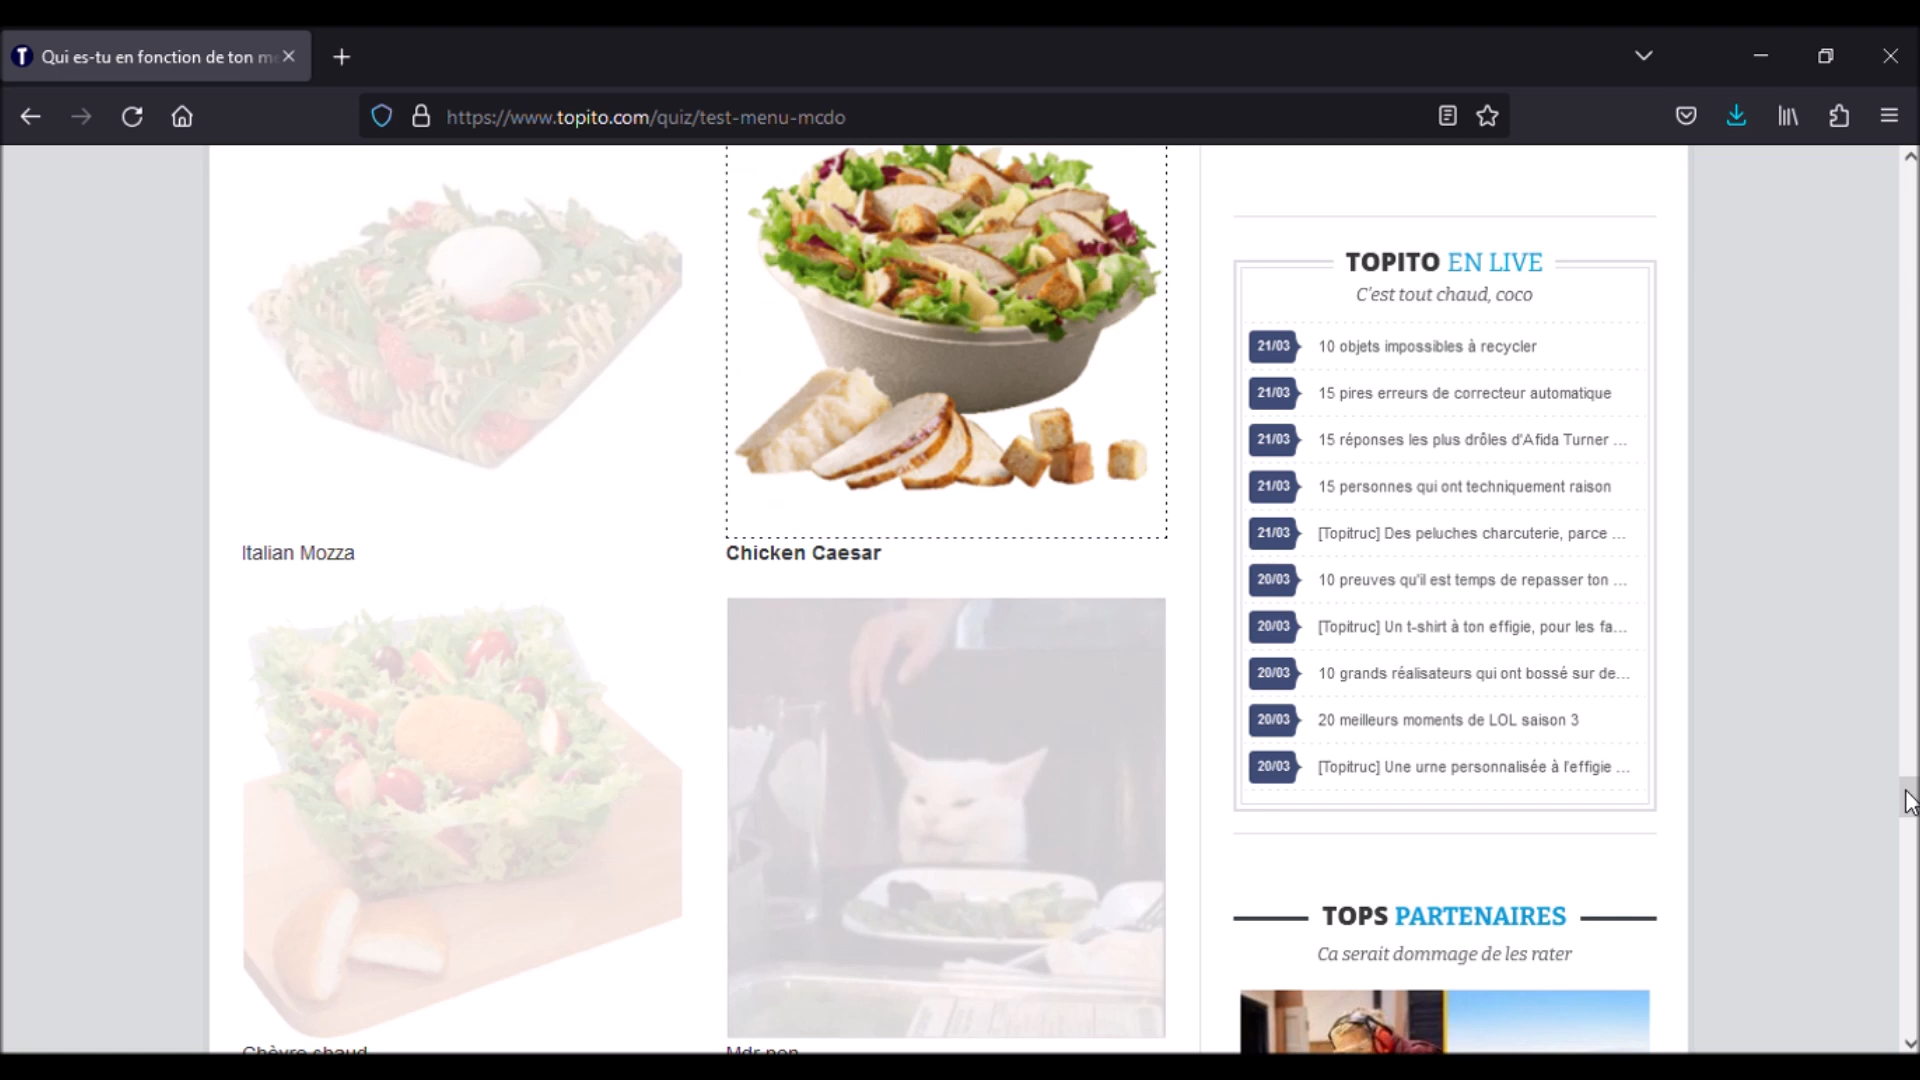 Qui es-tu en fonction de ton m
https://www.topito.com/quiz/test-menu-mcdo
Italian Mozza
Chicken Caesar
Chèvre chaud
Mdr non
TOPITO EN LIVE
C'est tout chaud, coco
21/03 10 objets impossibles à recycler
21/03 15 pires erreurs de correcteur automatique
21/03 15 réponses les plus drôles d'Afida Turner ...
21/03 15 personnes qui ont techniquement raison
21/03 [Topitruc] Des peluches charcuterie, parce ...
20/03 10 preuves qu'il est temps de repasser ton ...
20/03 [Topitruc] Un t-shirt à ton effigie, pour les fa...
20/03 10 grands réalisateurs qui ont bossé sur de...
20/03 20 meilleurs moments de LOL saison 3
20/03 [Topitruc] Une urne personnalisée à l'effigie ...
TOPS PARTENAIRES
Ca serait dommage de les rater